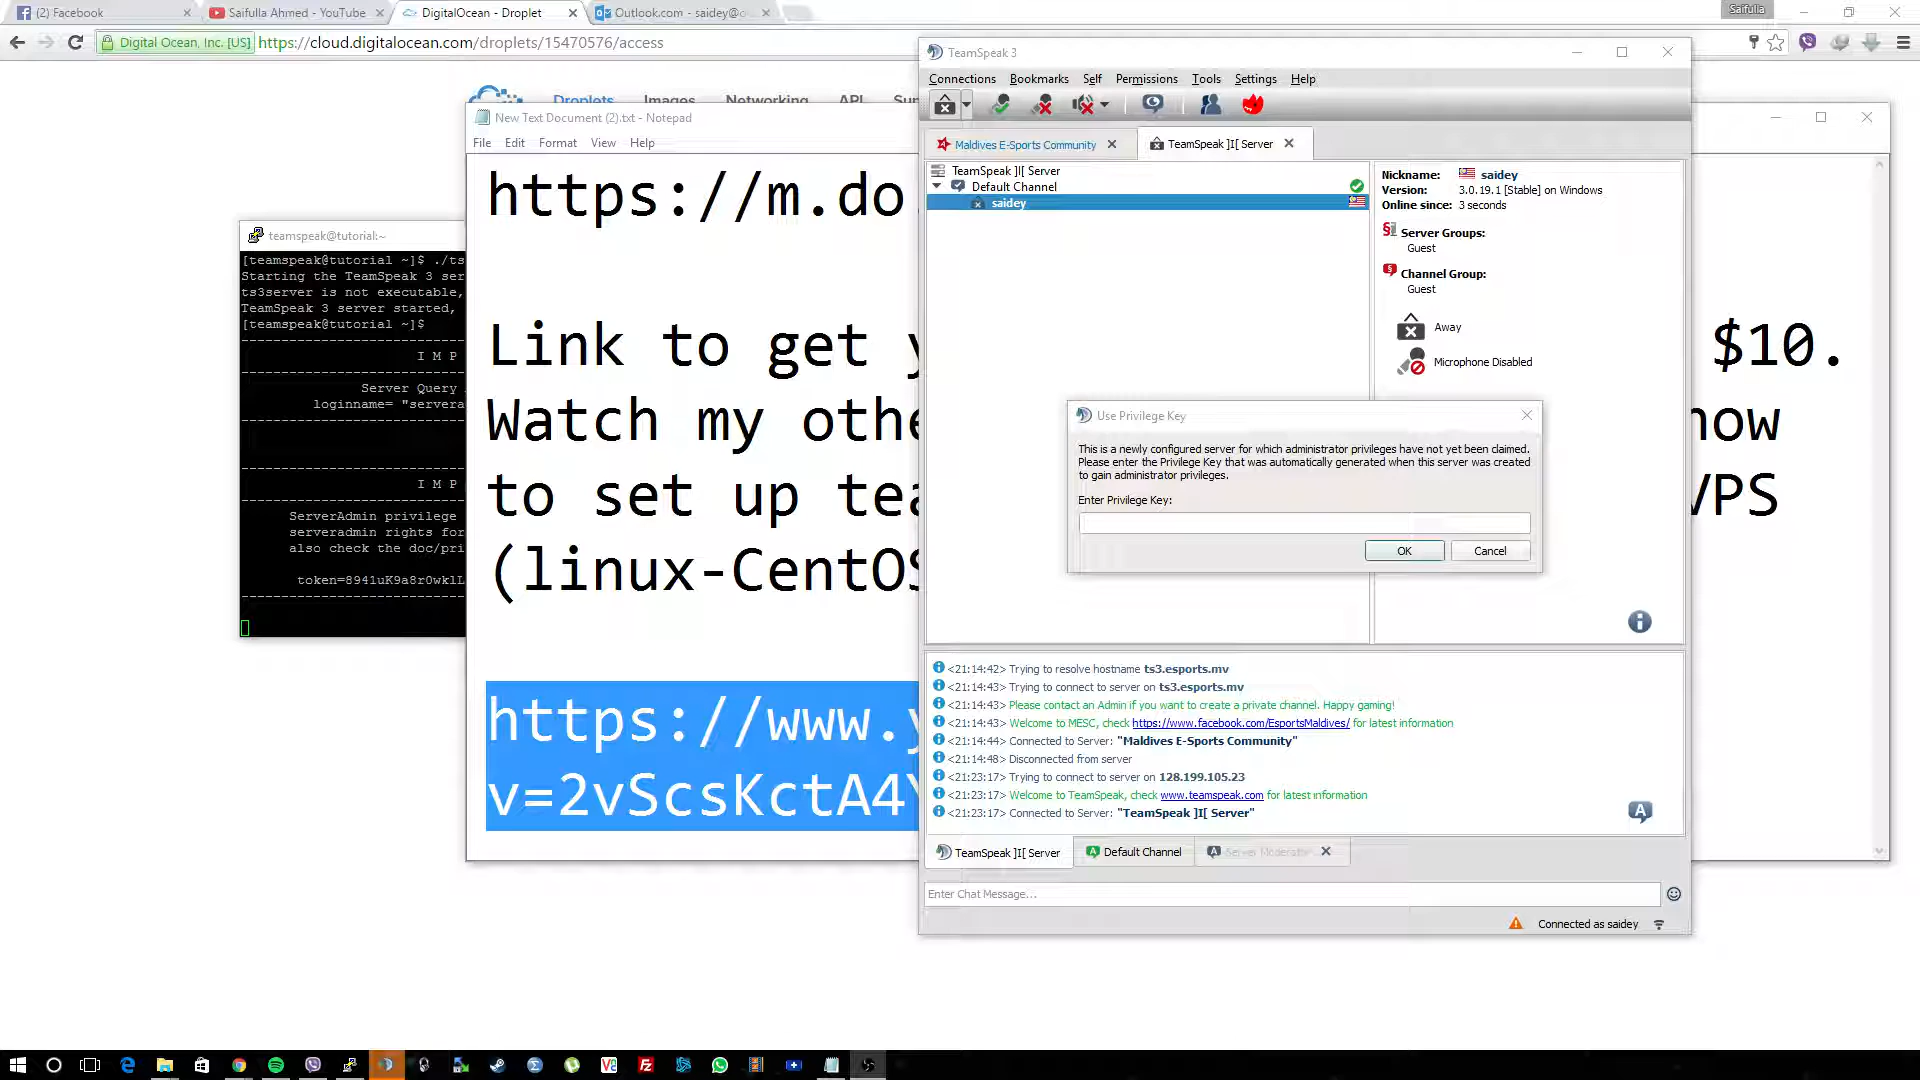 (2) Facebook
Saifulla Ahmed - YouTube
DigitalOcean - Droplet
Outlook.com - saidey@o
Saifulla
Digital Ocean, Inc. [US]
https://cloud.digitalocean.com/droplets/15470576/access
Droplets Images Networking API
New Text Document (2).txt - Notepad
File Edit Format View Help
https://m.do.
Link to get
$10.
Watch my othe
how
to set up tea
VPS
(linux-CentOS
https://www.y
v=2vScsKctA4
teamspeak@tutorial:~
[teamspeak@tutorial ~]$ ./ts
Starting the TeamSpeak 3 ser
ts3server is not executable,
TeamSpeak 3 server started,
[teamspeak@tutorial ~]$
I M P
Server Query
loginname= "servera
I M P
ServerAdmin privilege
serveradmin rights for
also check the doc/pri
token=8941uK9a8r0wklL
TeamSpeak 3
Connections Bookmarks Self Permissions Tools Settings Help
Maldives E-Sports Community
TeamSpeak ]I[ Server
TeamSpeak ]I[ Server
Default Channel
saidey
Nickname: saidey
Version: 3.0.19.1 [Stable] on Windows
Online since: 3 seconds
Server Groups:
Guest
Channel Group:
Guest
Away
Microphone Disabled
Use Privilege Key
This is a newly configured server for which administrator privileges have not yet been claimed.
Please enter the Privilege Key that was automatically generated when this server was created
to gain administrator privileges.
Enter Privilege Key:
OK Cancel
<21:14:42> Trying to resolve hostname ts3.esports.mv
<21:14:43> Trying to connect to server on ts3.esports.mv
<21:14:43> Please contact an Admin if you want to create a private channel. Happy gaming!
<21:14:43> Welcome to MESC, check https://www.facebook.com/EsportsMaldives/ for latest information
<21:14:44> Connected to Server: "Maldives E-Sports Community"
<21:14:48> Disconnected from server
<21:23:17> Trying to connect to server on 128.199.105.23
<21:23:17> Welcome to TeamSpeak, check www.teamspeak.com for latest information
<21:23:17> Connected to Server: "TeamSpeak ]I[ Server"
TeamSpeak ]I[ Server
Default Channel
Server Moderator
Enter Chat Message...
Connected as saidey